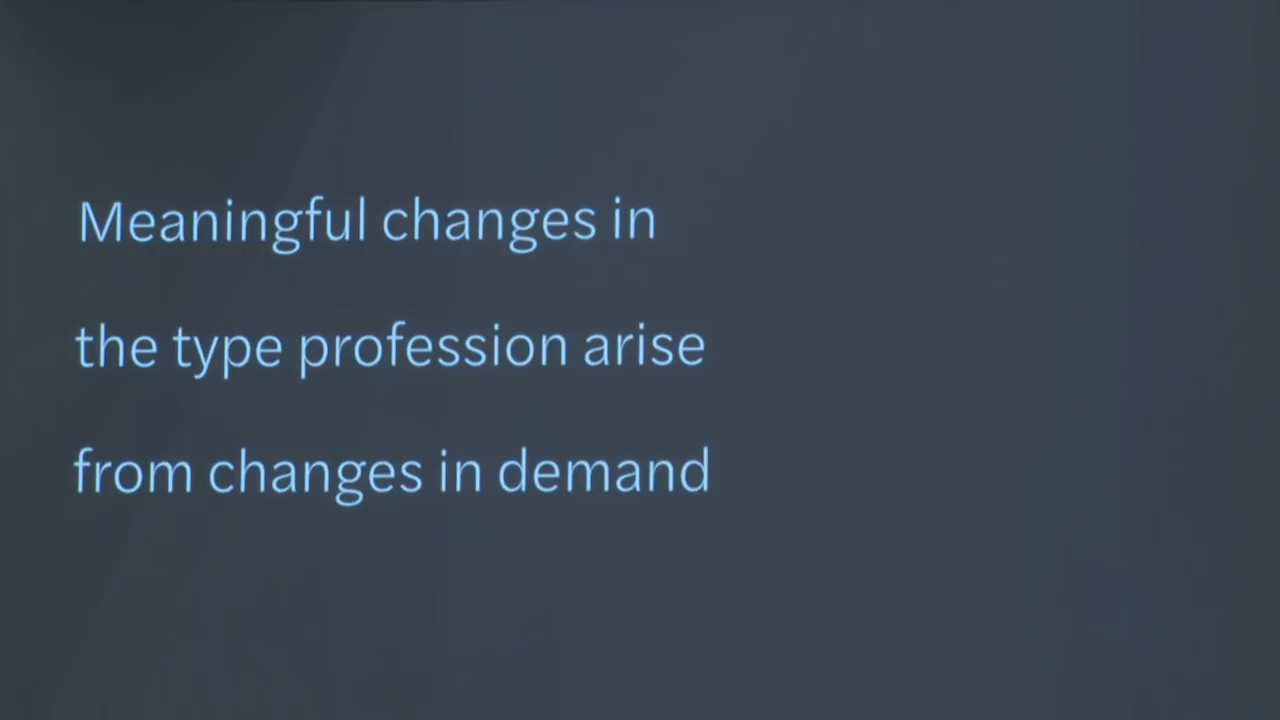 Meaningful changes in
the type profession arise
from changes in demand